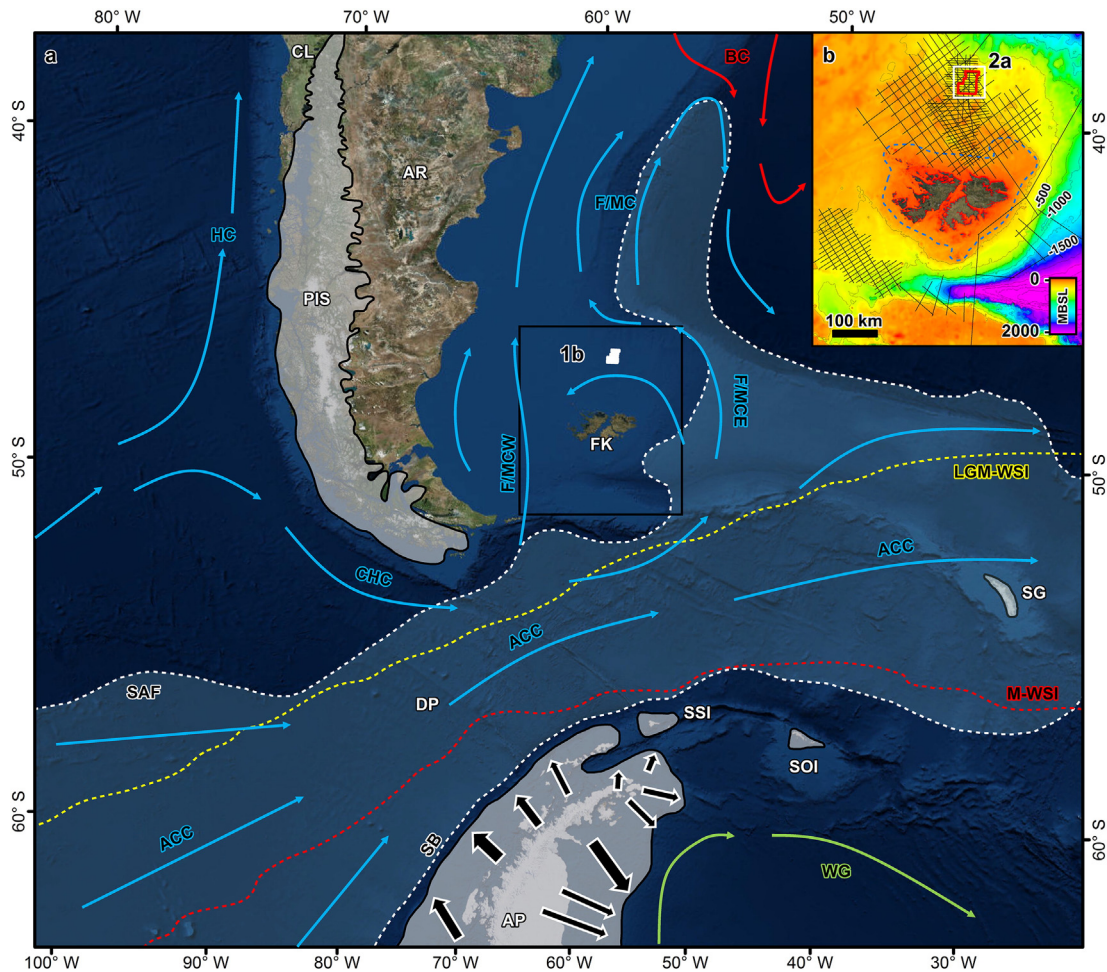 80° W
70° W
60° W
50° W
a
CL
BC
b
2a
40° S
40° S
AR
F/MC
-500
-1000
-1500
HC
0
MBSL
2000
100 km
PIS
1b
F/MCE
FK
F/MCW
50° S
50° S
LGM-WSI
ACC
CHC
SG
ACC
SAF
DP
M-WSI
SSI
SOI
60° S
60° S
ACC
SB
WG
AP
100° W
90° W
80° W
70° W
60° W
50° W
40° W
30° W